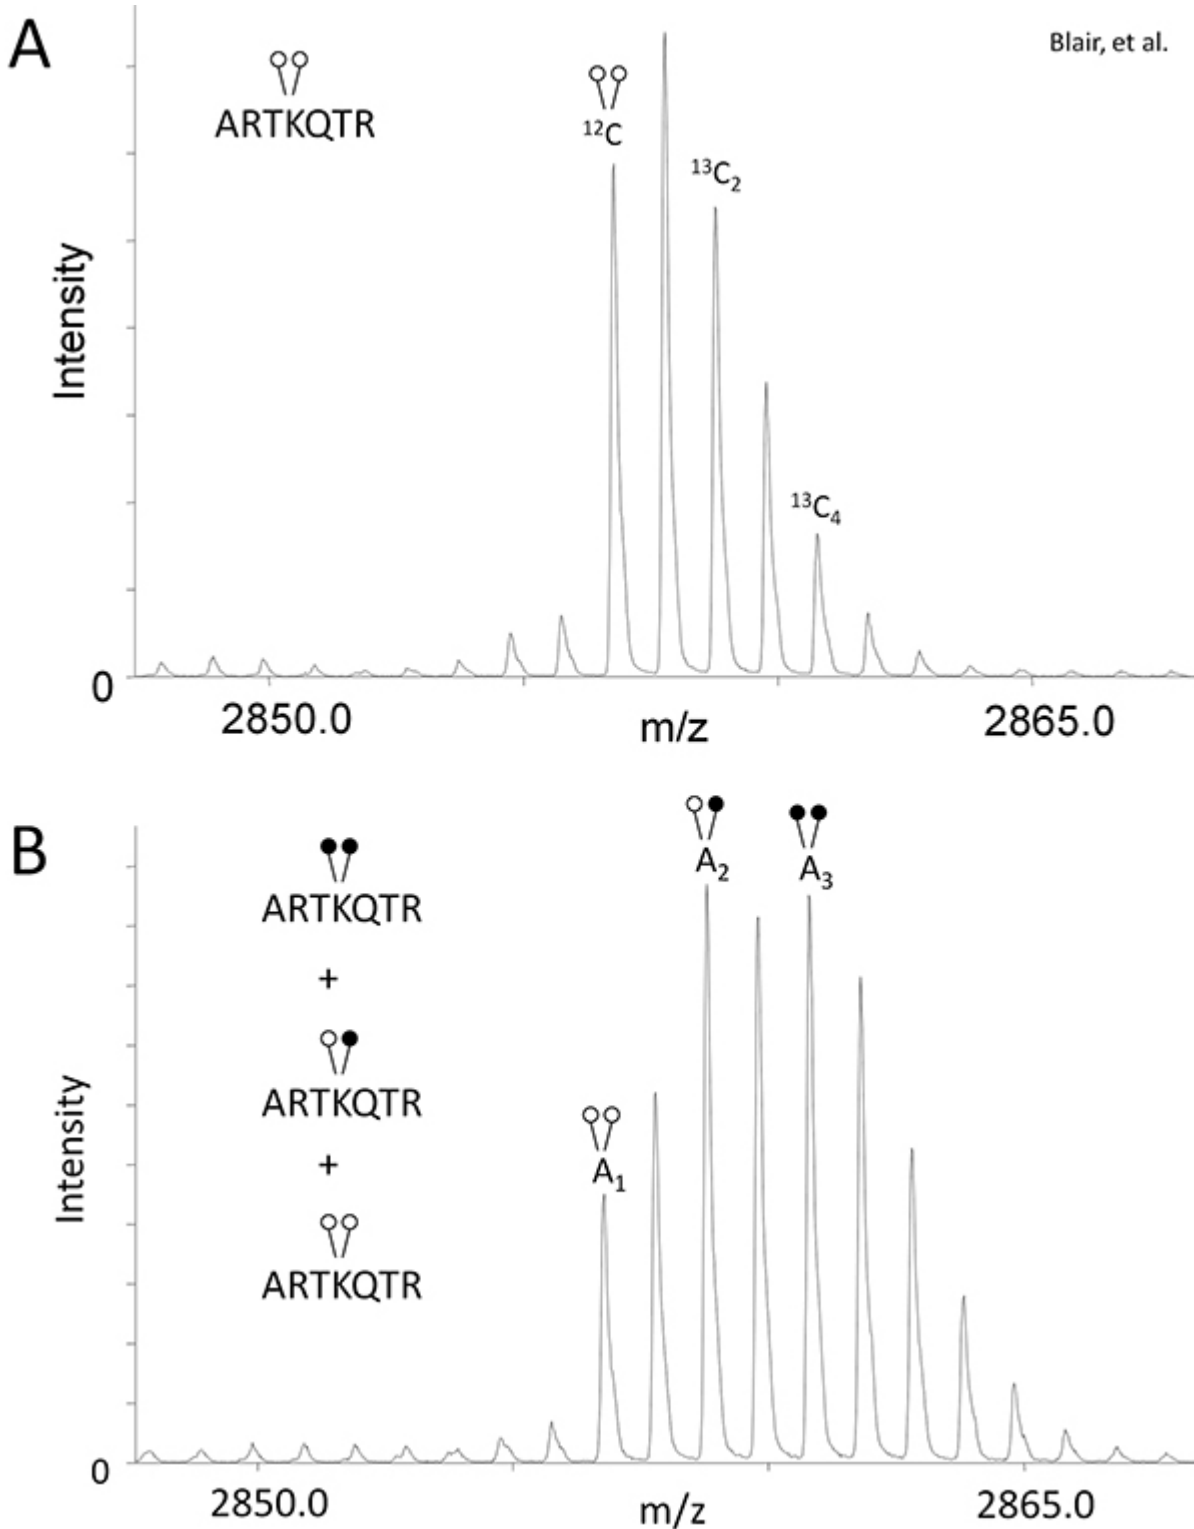 A
Blair, et al.
ARTKQTR
¹²C
¹³C₂
¹³C₄
Intensity
0
2850.0
m/z
2865.0
B
A₂
A₃
ARTKQTR
+
ARTKQTR
A₁
+
ARTKQTR
Intensity
0
2850.0
m/z
2865.0